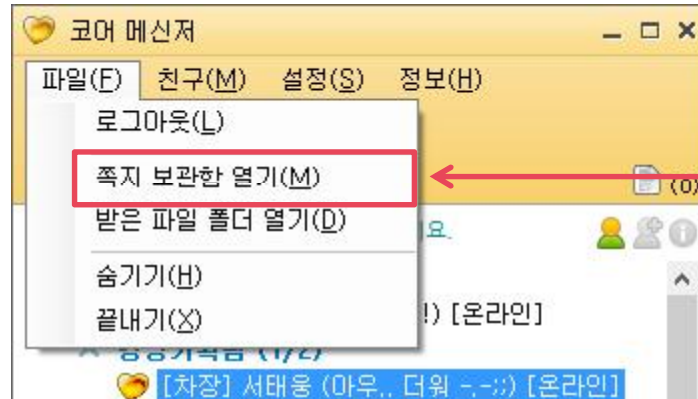 코어 메신저
파일(F) 친구(M) 설정(S) 정보(H)
로그아웃(L)
쪽지 보관함 열기(M)
(0)
받은 파일 폴더 열기(D)
요.
숨기기(H)
끝내기(X)
!) [온라인]
(1/2)
[차장] 서태웅 (아우.. 더워 -.-;;) [온라인]